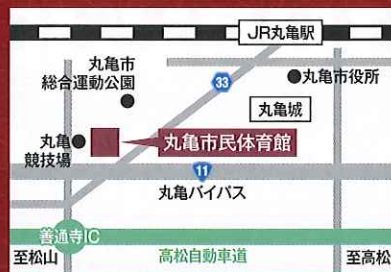 JR丸亀駅
丸亀市
総合運動公園
33
丸亀市役所
丸亀城
丸亀
競技場
丸亀市民体育館
11
丸亀バイパス
善通寺IC
至松山
高松自動車道
至高松